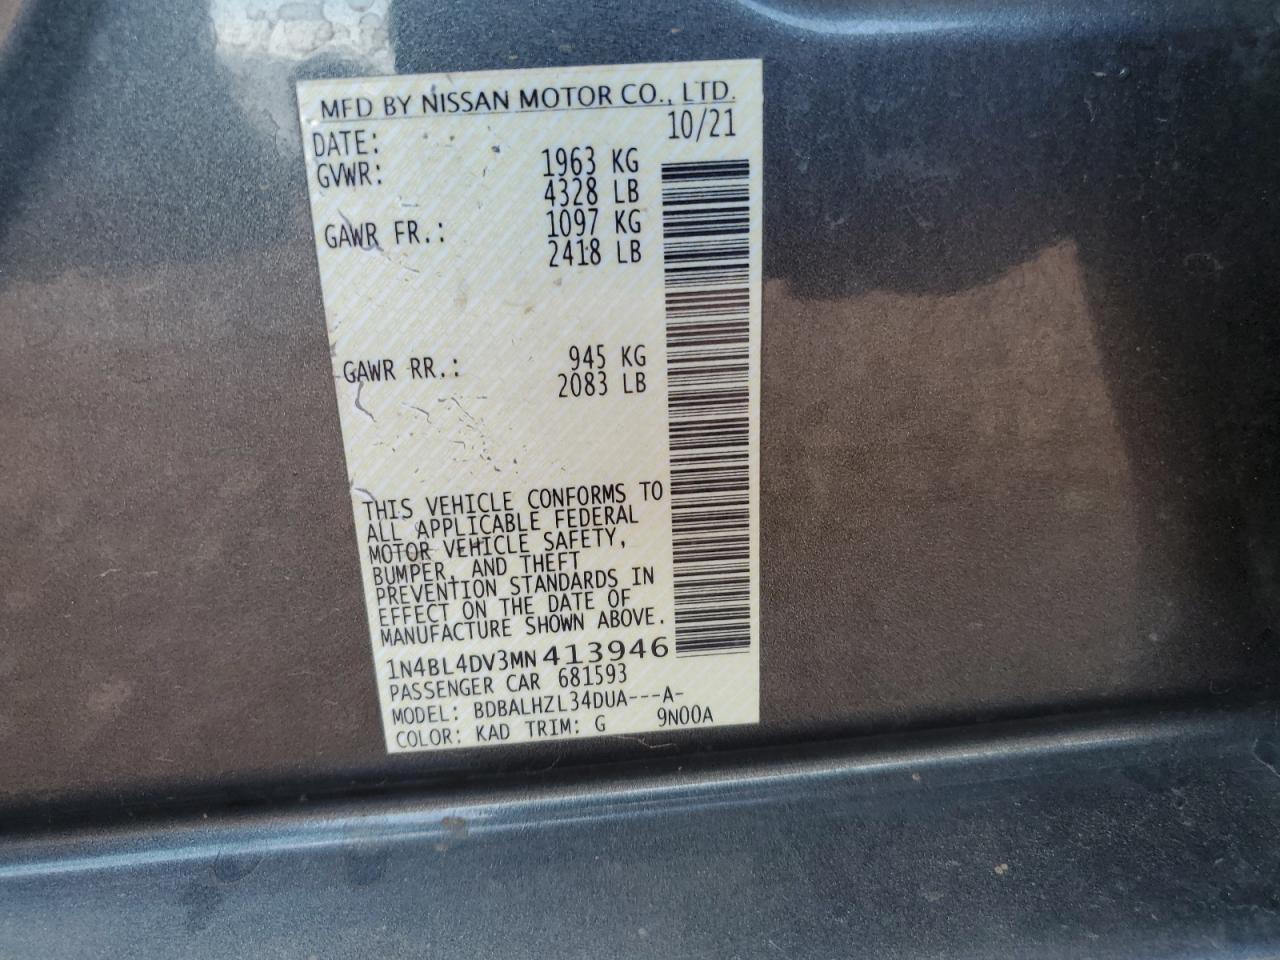 MFD BY NISSAN MOTOR CO., LTD.
DATE: 10/21
GVWR: 1963 KG
4328 LB
GAWR FR.: 1097 KG
2418 LB
GAWR RR.: 945 KG
2083 LB
THIS VEHICLE CONFORMS TO
ALL APPLICABLE FEDERAL
MOTOR VEHICLE SAFETY,
BUMPER, AND THEFT
PREVENTION STANDARDS IN
EFFECT ON THE DATE OF
MANUFACTURE SHOWN ABOVE.
1N4BL4DV3MN413946
PASSENGER CAR 681593
MODEL: BDBALHZL34DUA---A-
COLOR: KAD TRIM: G 9N00A